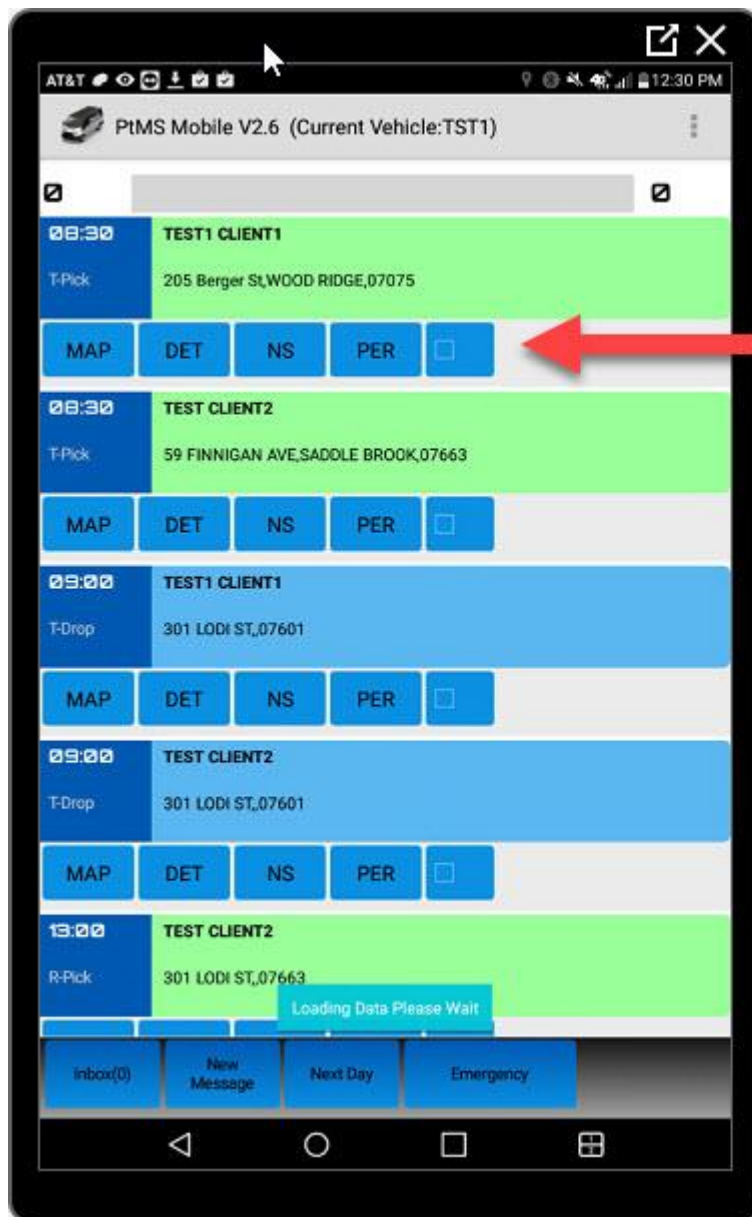 AT&T 12:30 PM
PtMS Mobile V2.6 (Current Vehicle:TST1)
0 0
08:30 TEST1 CLIENT1
T-Pick 205 Berger St,WOOD RIDGE,07075
MAP DET NS PER
08:30 TEST CLIENT2
T-Pick 59 FINNIGAN AVE,SADDLE BROOK,07663
MAP DET NS PER
09:00 TEST1 CLIENT1
T-Drop 301 LODI ST,,07601
MAP DET NS PER
09:00 TEST CLIENT2
T-Drop 301 LODI ST,,07601
MAP DET NS PER
13:00 TEST CLIENT2
R-Pick 301 LODI ST,,07663
Loading Data Please Wait
Inbox(0) New Message Next Day Emergency